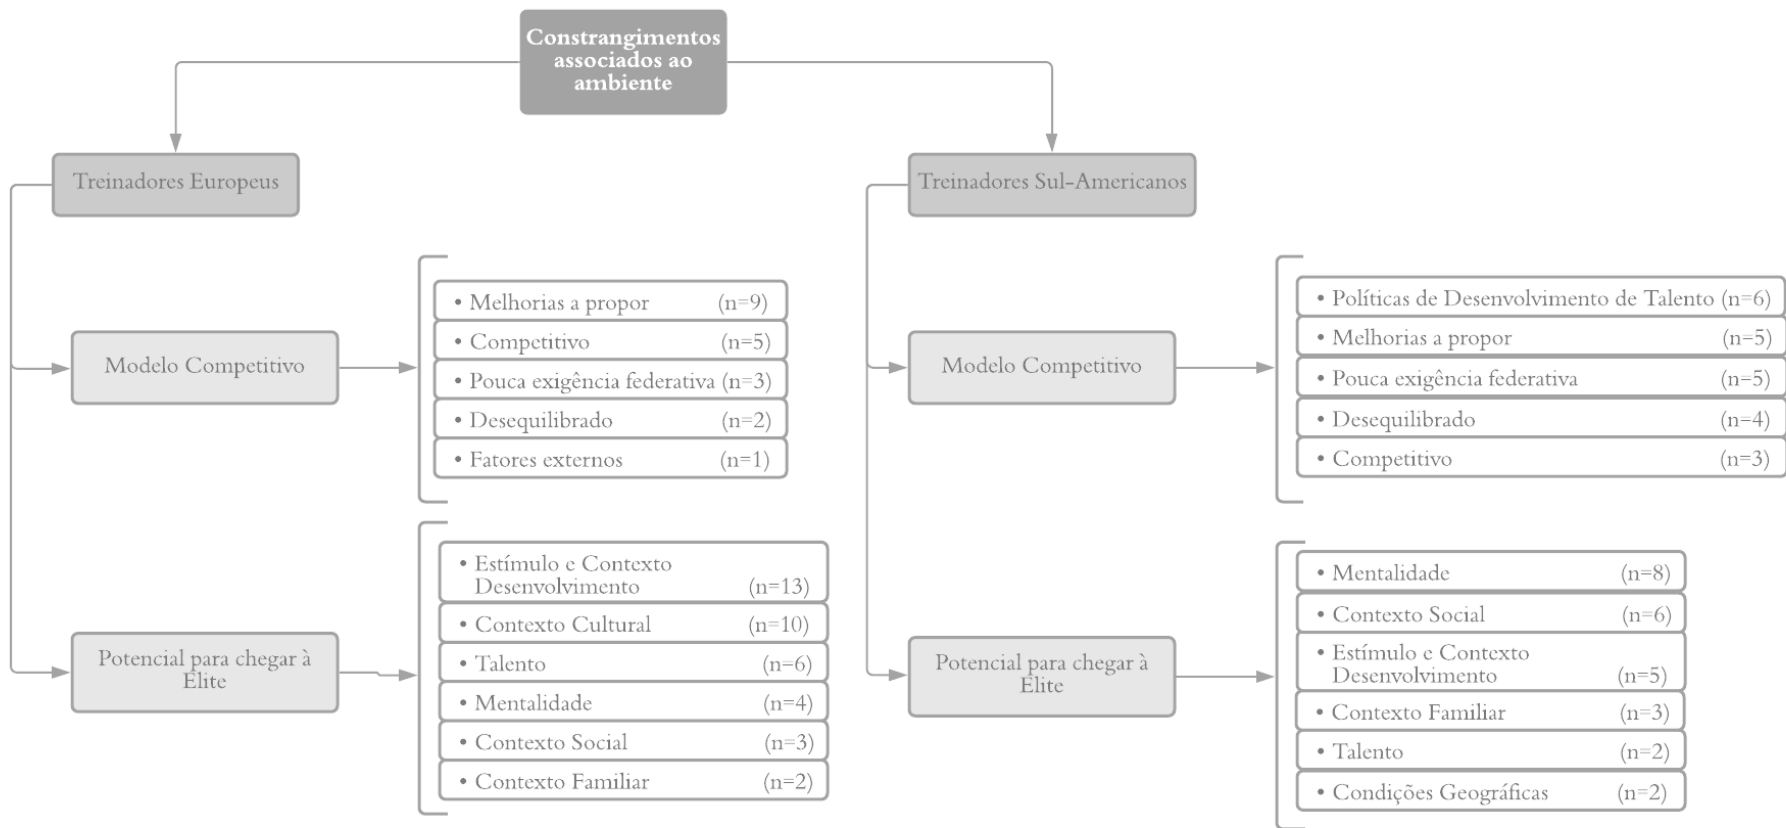 Constrangimentos
associados ao
ambiente
Treinadores Europeus
Modelo Competitivo
• Melhorias a propor (n=9)
• Competitivo (n=5)
• Pouca exigência federativa (n=3)
• Desequilibrado (n=2)
• Fatores externos (n=1)
Potencial para chegar à
Elite
• Estímulo e Contexto
Desenvolvimento (n=13)
• Contexto Cultural (n=10)
• Talento (n=6)
• Mentalidade (n=4)
• Contexto Social (n=3)
• Contexto Familiar (n=2)
Treinadores Sul-Americanos
Modelo Competitivo
• Políticas de Desenvolvimento de Talento (n=6)
• Melhorias a propor (n=5)
• Pouca exigência federativa (n=5)
• Desequilibrado (n=4)
• Competitivo (n=3)
Potencial para chegar à
Elite
• Mentalidade (n=8)
• Contexto Social (n=6)
• Estímulo e Contexto
Desenvolvimento (n=5)
• Contexto Familiar (n=3)
• Talento (n=2)
• Condições Geográficas (n=2)